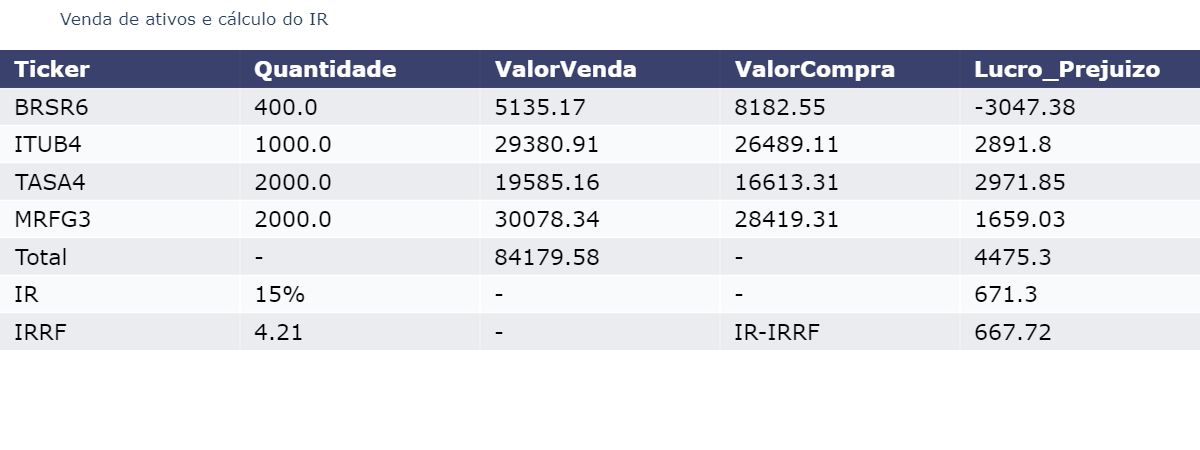 Venda de ativos e cálculo do IR
Ticker Quantidade ValorVenda ValorCompra Lucro_Prejuizo
BRSR6 400.0 5135.17 8182.55 -3047.38
ITUB4 1000.0 29380.91 26489.11 2891.8
TASA4 2000.0 19585.16 16613.31 2971.85
MRFG3 2000.0 30078.34 28419.31 1659.03
Total - 84179.58 - 4475.3
IR 15% - - 671.3
IRRF 4.21 - IR-IRRF 667.72